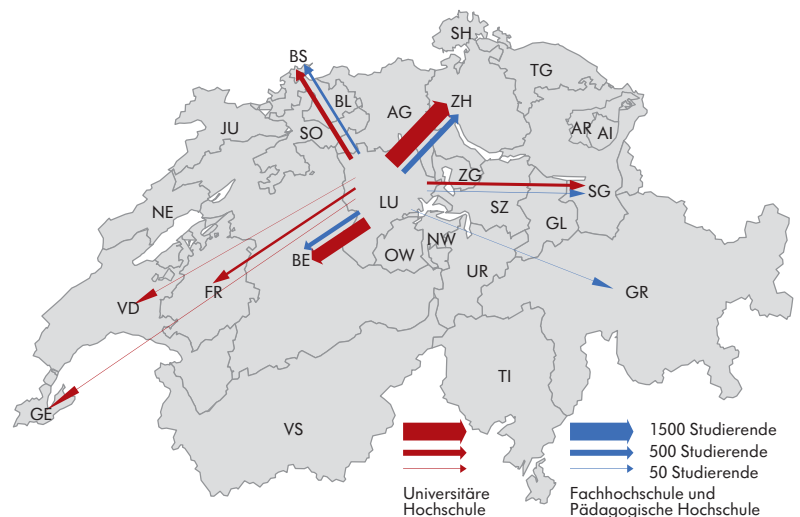 SH
BS
TG
BL
ZH
AG
JU
SO
AR AI
ZG
SG
LU
NE
SZ
GL
NW
BE
OW
UR
FR
GR
VD
TI
GE
VS
1500 Studierende
500 Studierende
50 Studierende
Universitäre
Hochschule
Fachhochschule und
Pädagogische Hochschule